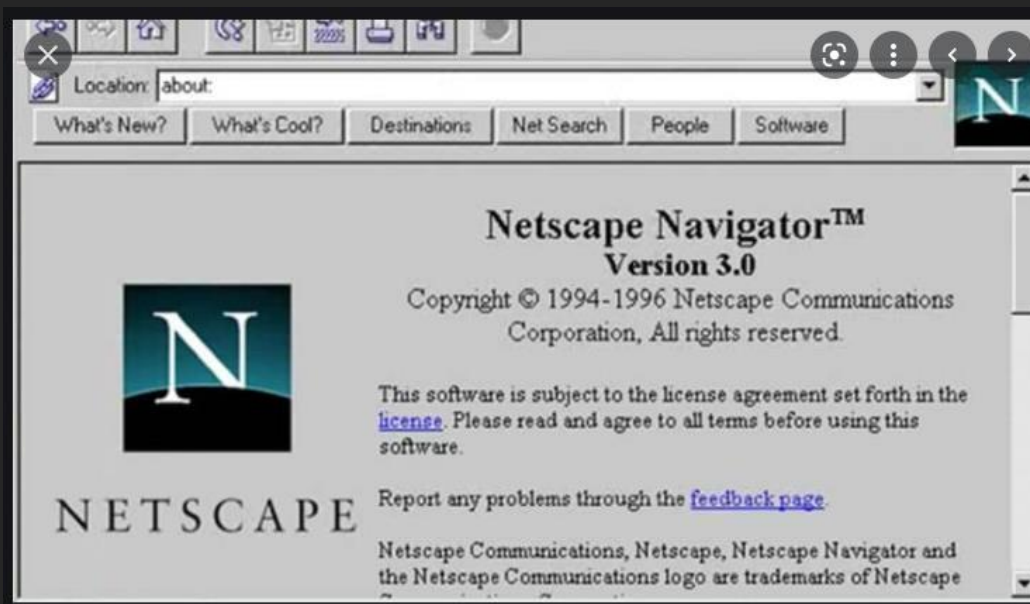 Location: about:
What's New? What's Cool? Destinations Net Search People Software
N
Netscape Navigator™
Version 3.0
Copyright © 1994-1996 Netscape Communications
Corporation, All rights reserved.
N
NETSCAPE
This software is subject to the license agreement set forth in the
license. Please read and agree to all terms before using this
software.
Report any problems through the feedback page.
Netscape Communications, Netscape, Netscape Navigator and
the Netscape Communications logo are trademarks of Netscape